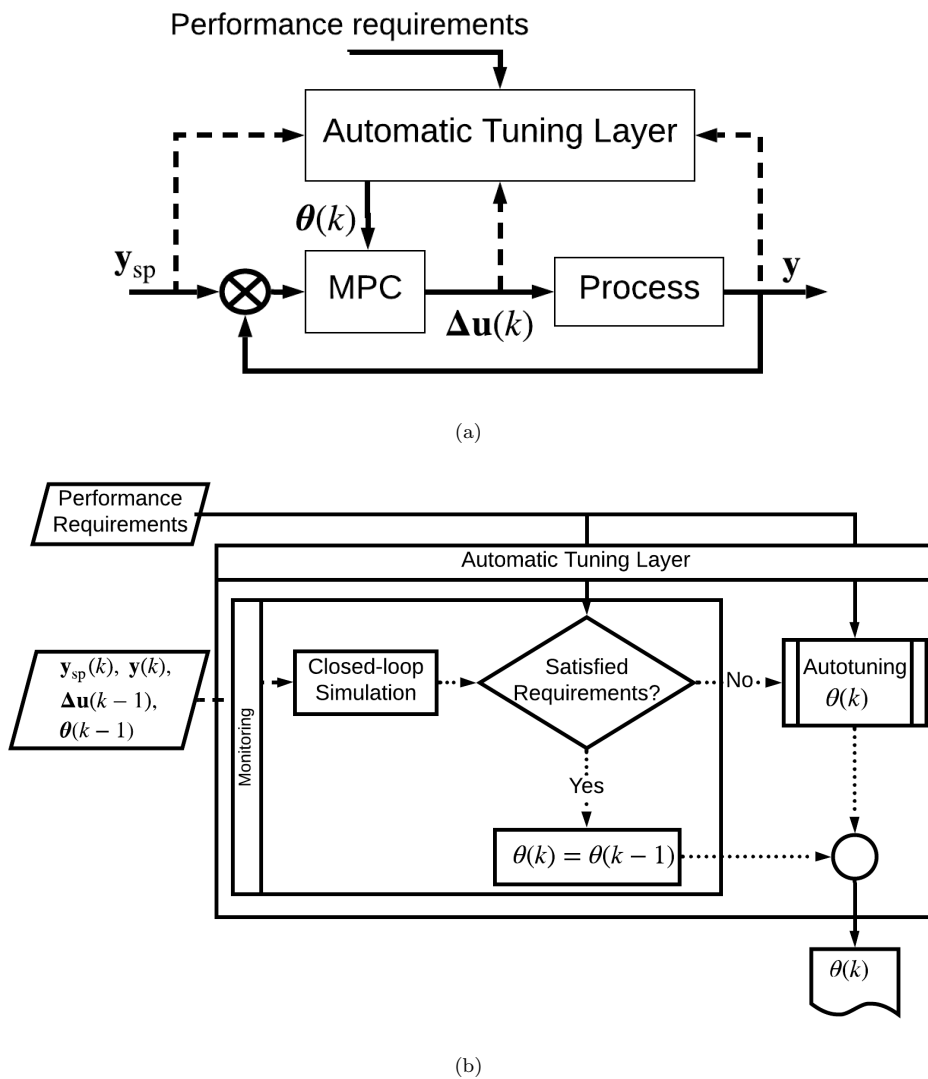 Performance requirements
Automatic Tuning Layer
θ(k)
y_sp
MPC
Process
y
Δu(k)
(a)
Performance
Requirements
Automatic Tuning Layer
y_sp(k), y(k),
Δu(k − 1),
θ(k − 1)
Monitoring
Closed-loop
Simulation
Satisfied
Requirements?
No
Autotuning
θ(k)
Yes
θ(k) = θ(k − 1)
θ(k)
(b)